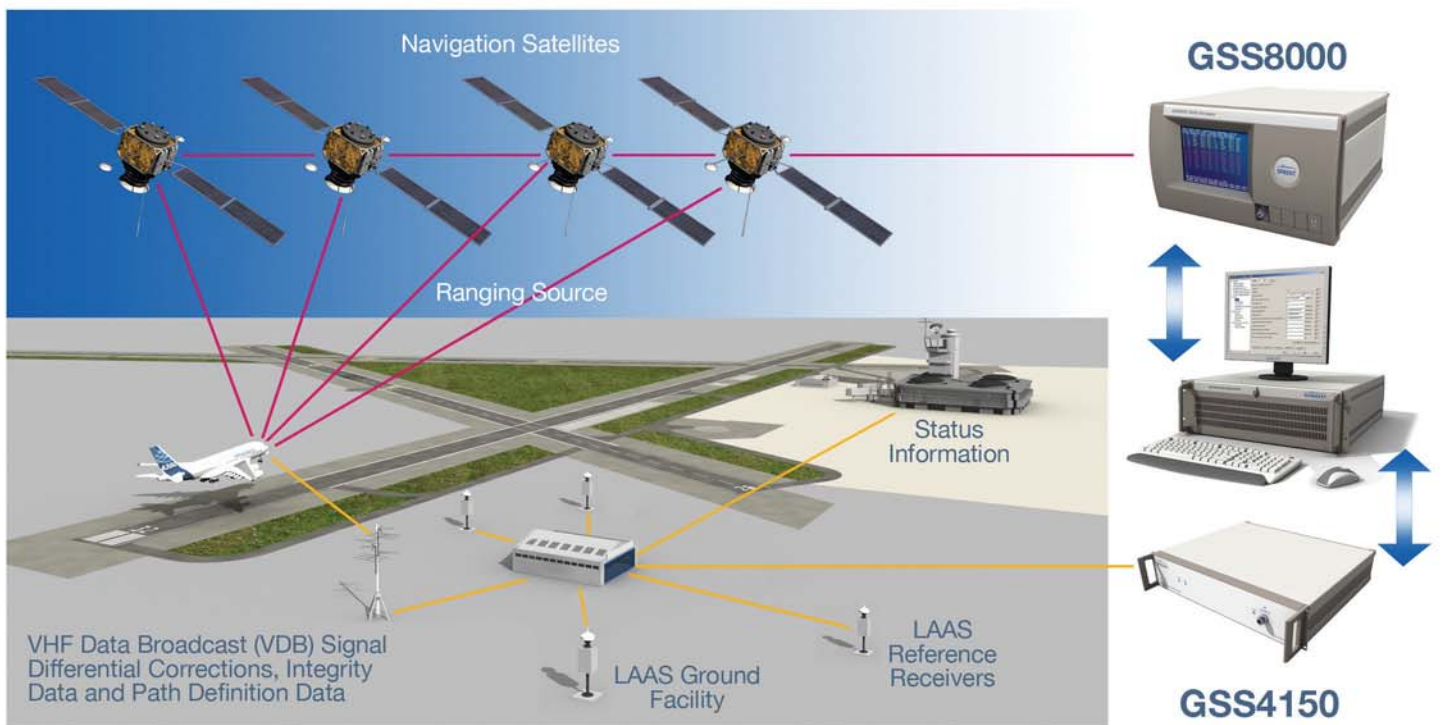 Navigation Satellites
GSS8000
Ranging Source
Status
Information
VHF Data Broadcast (VDB) Signal
Differential Corrections, Integrity
Data and Path Definition Data
LAAS Ground
Facility
LAAS
Reference
Receivers
GSS4150